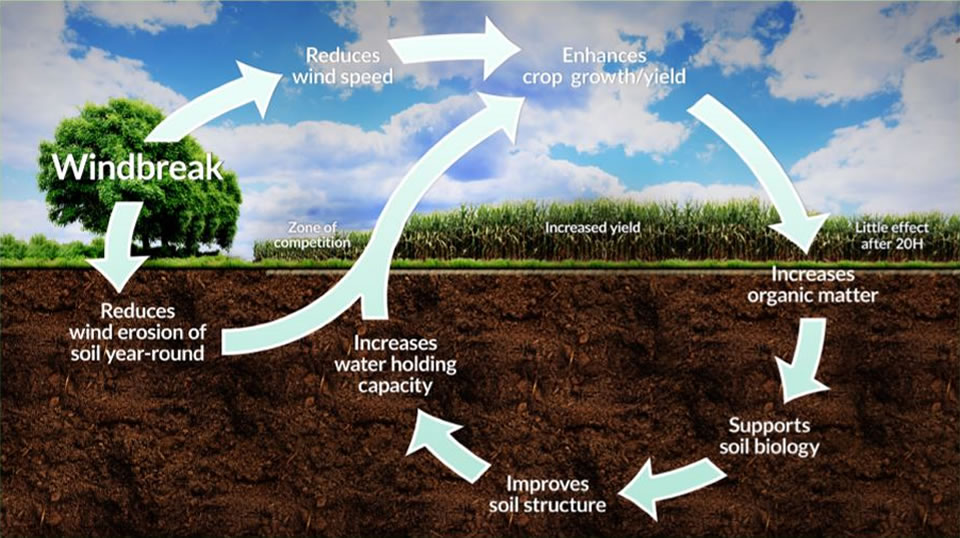 Windbreak
Reduces
wind speed
Enhances
crop growth/yield
Zone of
competition
Increased yield
Little effect
after 20H
Increases
organic matter
Supports
soil biology
Improves
soil structure
Increases
water holding
capacity
Reduces
wind erosion of
soil year-round